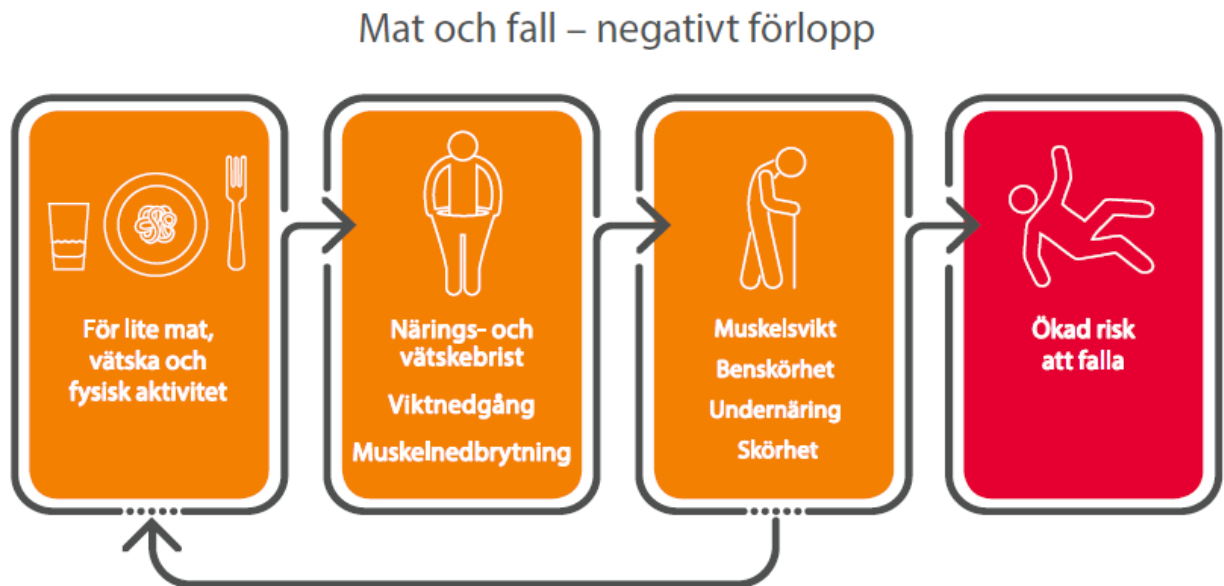 Mat och fall – negativt förlopp
För lite mat,
vätska och
fysisk aktivitet
Närings- och
vätskebrist
Viktnedgång
Muskelnedbrytning
Muskelsvikt
Benskörhet
Undernäring
Skörhet
Ökad risk
att falla